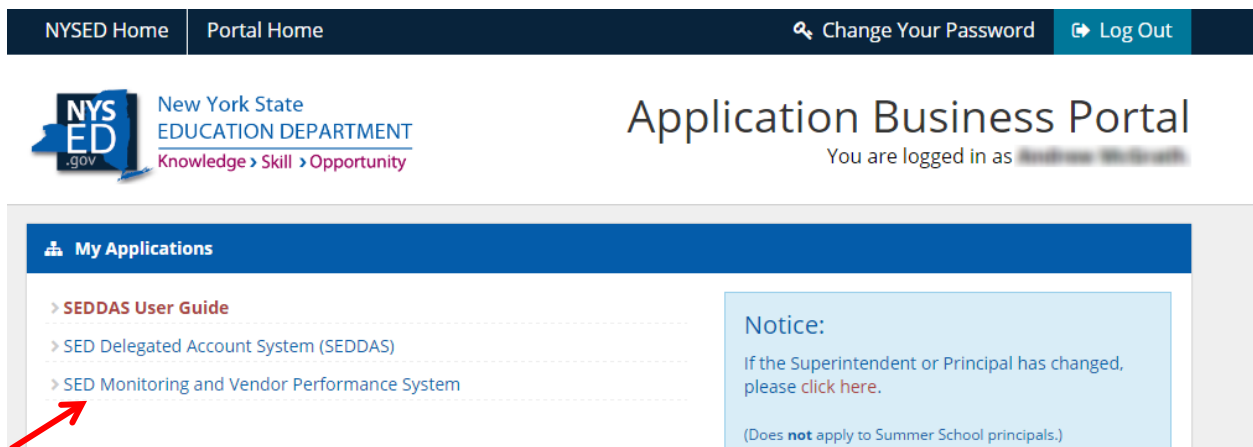 NYSED Home
Portal Home
Change Your Password
Log Out
NYS
ED
.gov
New York State
EDUCATION DEPARTMENT
Knowledge › Skill › Opportunity
Application Business Portal
You are logged in as
My Applications
SEDDAS User Guide
SED Delegated Account System (SEDDAS)
SED Monitoring and Vendor Performance System
Notice:
If the Superintendent or Principal has changed,
please click here.
(Does not apply to Summer School principals.)